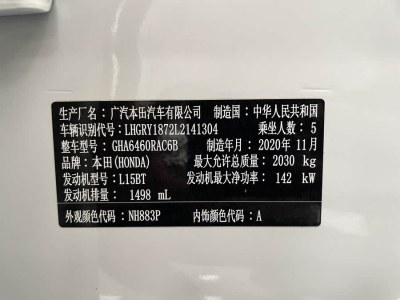 生产厂名：广汽本田汽车有限公司 制造国：中华人民共和国
车辆识别代号：LHGRY1872L2141304 乘坐人数：5
整车型号：GHA6460RAC6B 制造年月：2020年11月
品牌：本田(HONDA) 最大允许总质量：2030 kg
发动机型号：L15BT 发动机最大净功率：142 kW
发动机排量：1498 mL
外观颜色代码：NH883P 内饰颜色代码：A